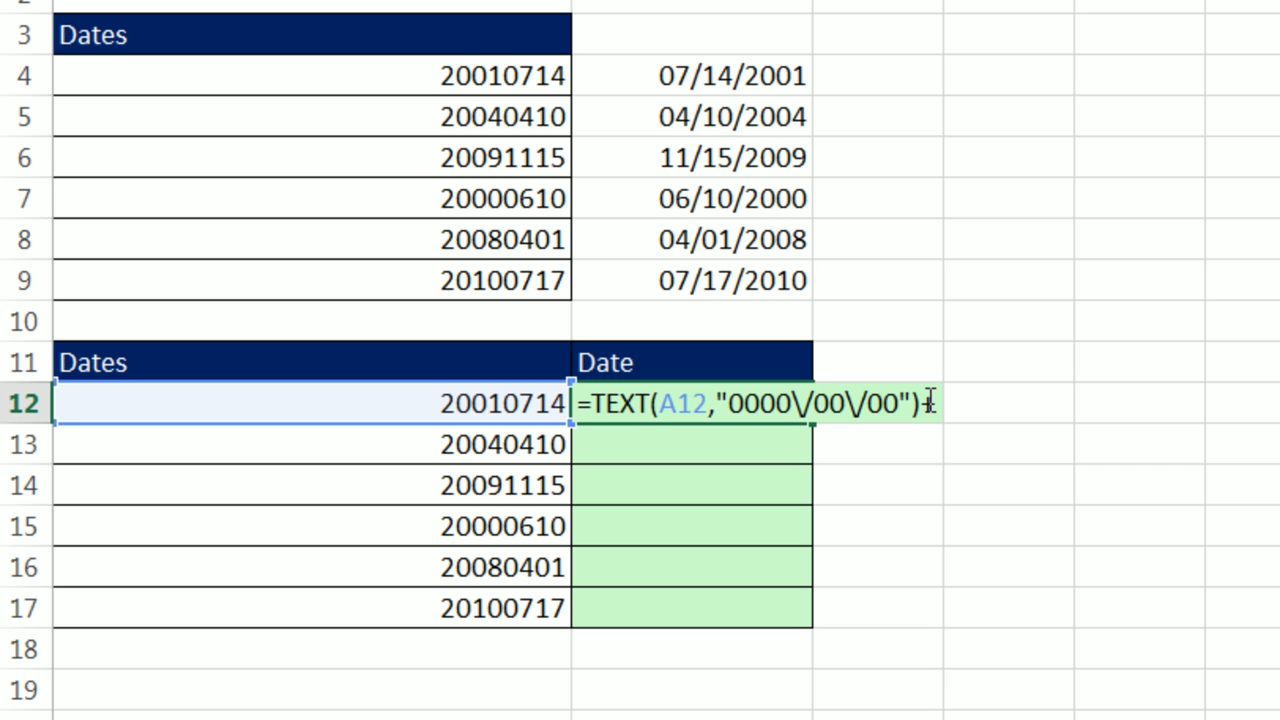 2
3 Dates
4 20010714 07/14/2001
5 20040410 04/10/2004
6 20091115 11/15/2009
7 20000610 06/10/2000
8 20080401 04/01/2008
9 20100717 07/17/2010
10
11 Dates Date
12 20010714 =TEXT(A12,"0000\/00\/00")+
13 20040410
14 20091115
15 20000610
16 20080401
17 20100717
18
19